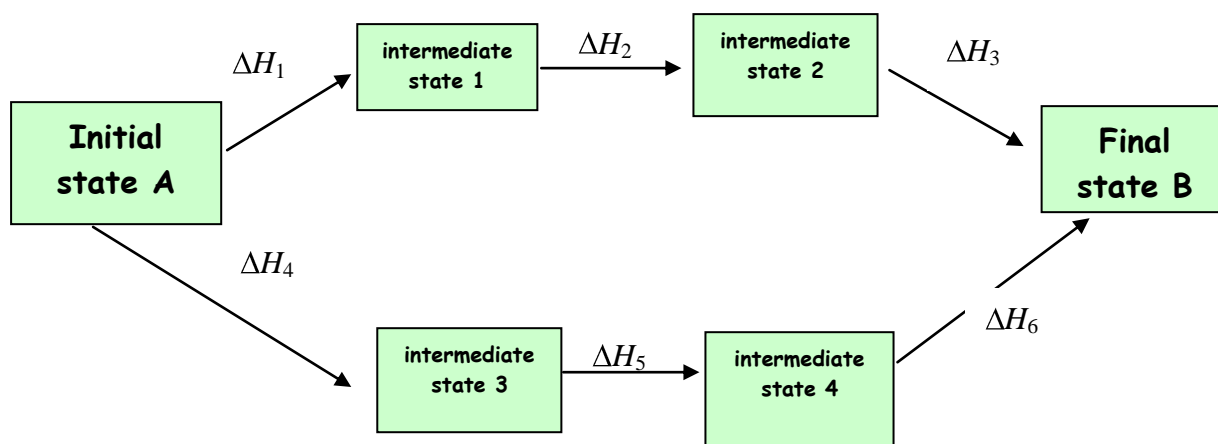 intermediate
state 1
ΔH₂
intermediate
state 2
ΔH₁
ΔH₃
Initial
state A
Final
state B
ΔH₄
ΔH₆
intermediate
state 3
ΔH₅
intermediate
state 4